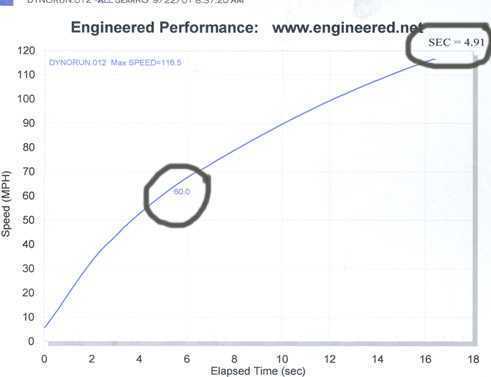 Engineered Performance: www.engineered.net
SEC = 4.91
DYNORUN.012 Max SPEED=116.5
60.0
Speed (MPH)
120
110
100
90
80
70
60
50
40
30
20
10
0
0 2 4 6 8 10 12 14 16 18
Elapsed Time (sec)